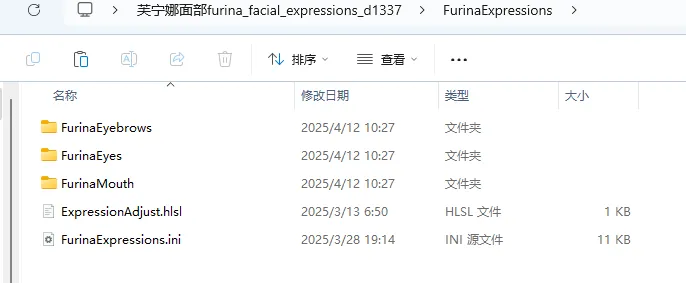 芙宁娜面部furina_facial_expressions_d1337 > FurinaExpressions >
排序 查看 ...
名称 修改日期 类型 大小
FurinaEyebrows 2025/4/12 10:27 文件夹
FurinaEyes 2025/4/12 10:27 文件夹
FurinaMouth 2025/4/12 10:27 文件夹
ExpressionAdjust.hlsl 2025/3/13 6:50 HLSL 文件 1 KB
FurinaExpressions.ini 2025/3/28 19:14 INI 源文件 11 KB